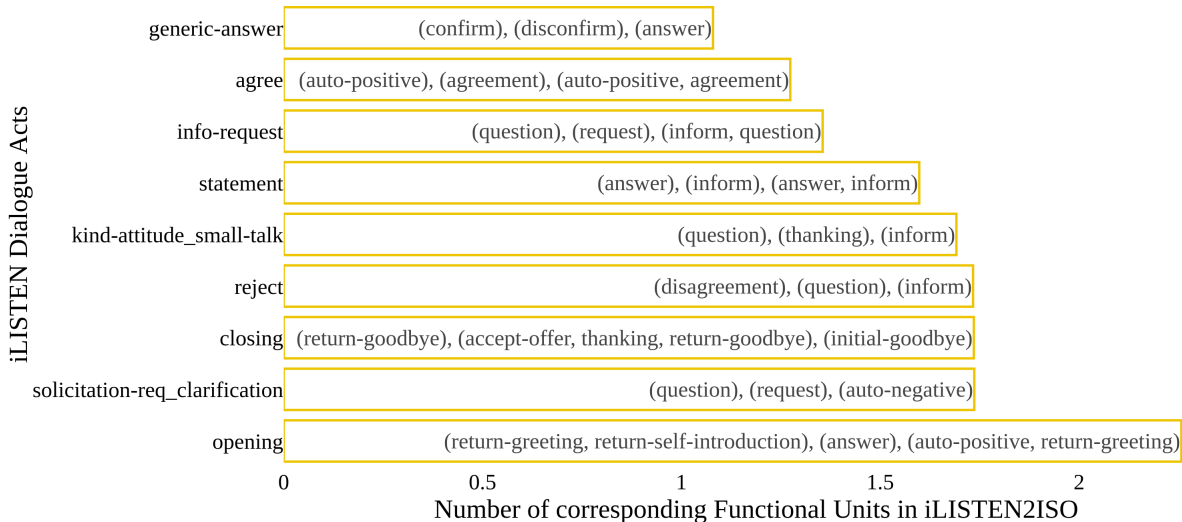 iLISTEN Dialogue Acts
generic-answer (confirm), (disconfirm), (answer)
agree (auto-positive), (agreement), (auto-positive, agreement)
info-request (question), (request), (inform, question)
statement (answer), (inform), (answer, inform)
kind-attitude_small-talk (question), (thanking), (inform)
reject (disagreement), (question), (inform)
closing (return-goodbye), (accept-offer, thanking, return-goodbye), (initial-goodbye)
solicitation-req_clarification (question), (request), (auto-negative)
opening (return-greeting, return-self-introduction), (answer), (auto-positive, return-greeting)
0 0.5 1 1.5 2
Number of corresponding Functional Units in iLISTEN2ISO